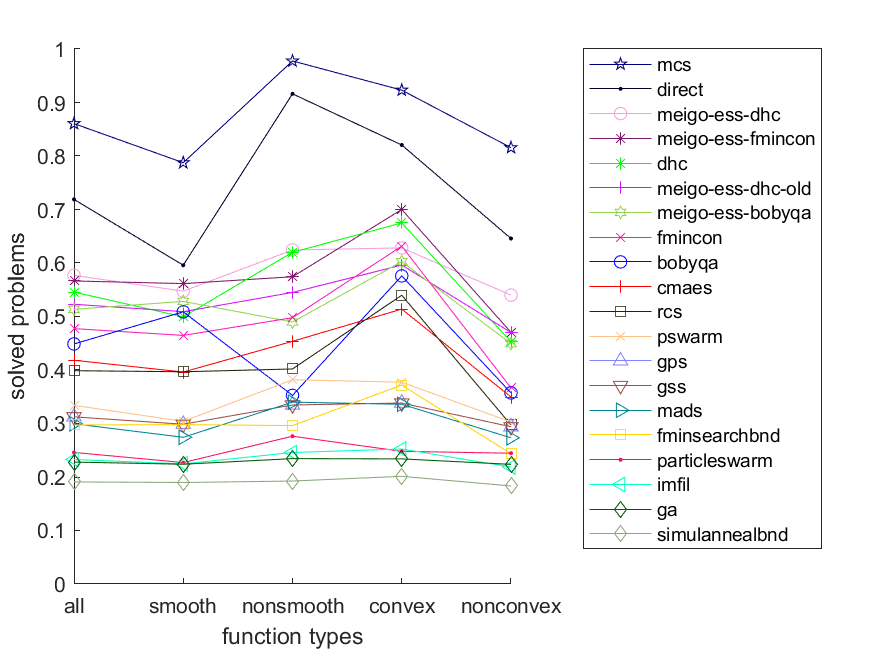 1
0.9
0.8
0.7
0.6
0.5
0.4
0.3
0.2
0.1
0
solved problems
all smooth nonsmooth convex nonconvex
function types
mcs
direct
meigo-ess-dhc
meigo-ess-fmincon
dhc
meigo-ess-dhc-old
meigo-ess-bobyqa
fmincon
bobyqa
cmaes
rcs
pswarm
gps
gss
mads
fminsearchbnd
particleswarm
imfil
ga
simulannealbnd